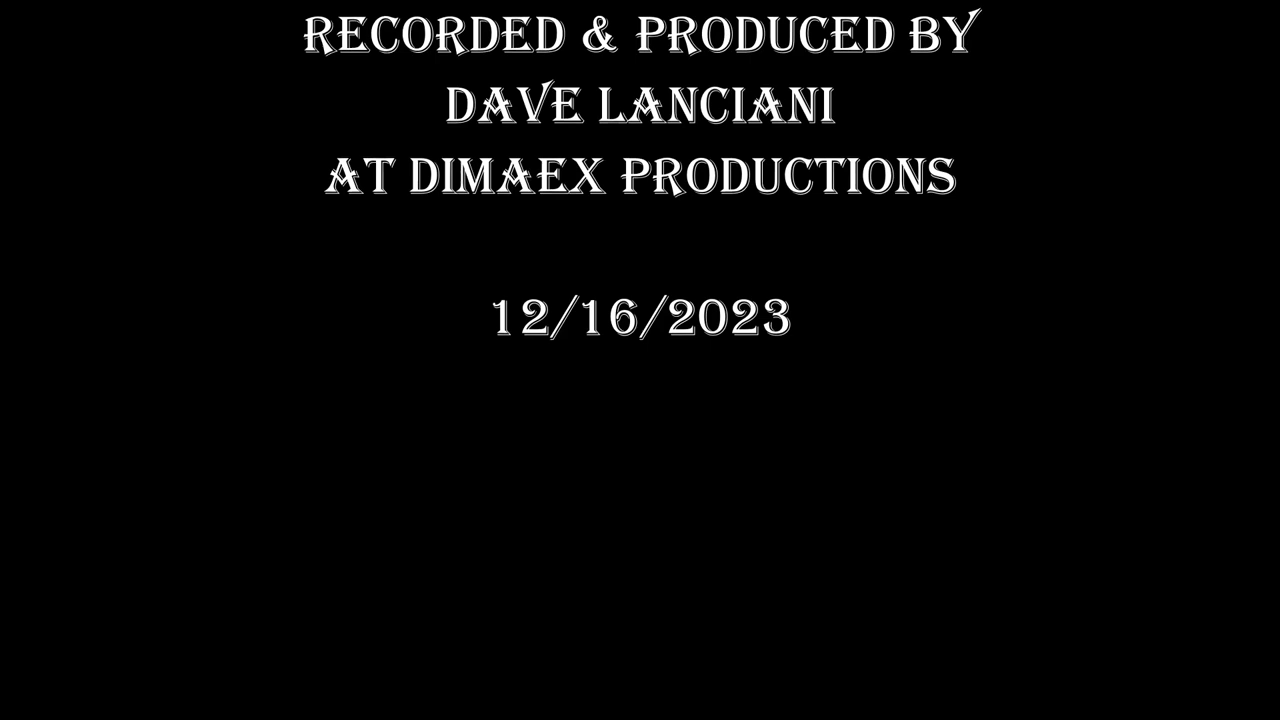 RECORDED & PRODUCED BY
DAVE LANCIANI
AT DIMAEX PRODUCTIONS
12/16/2023